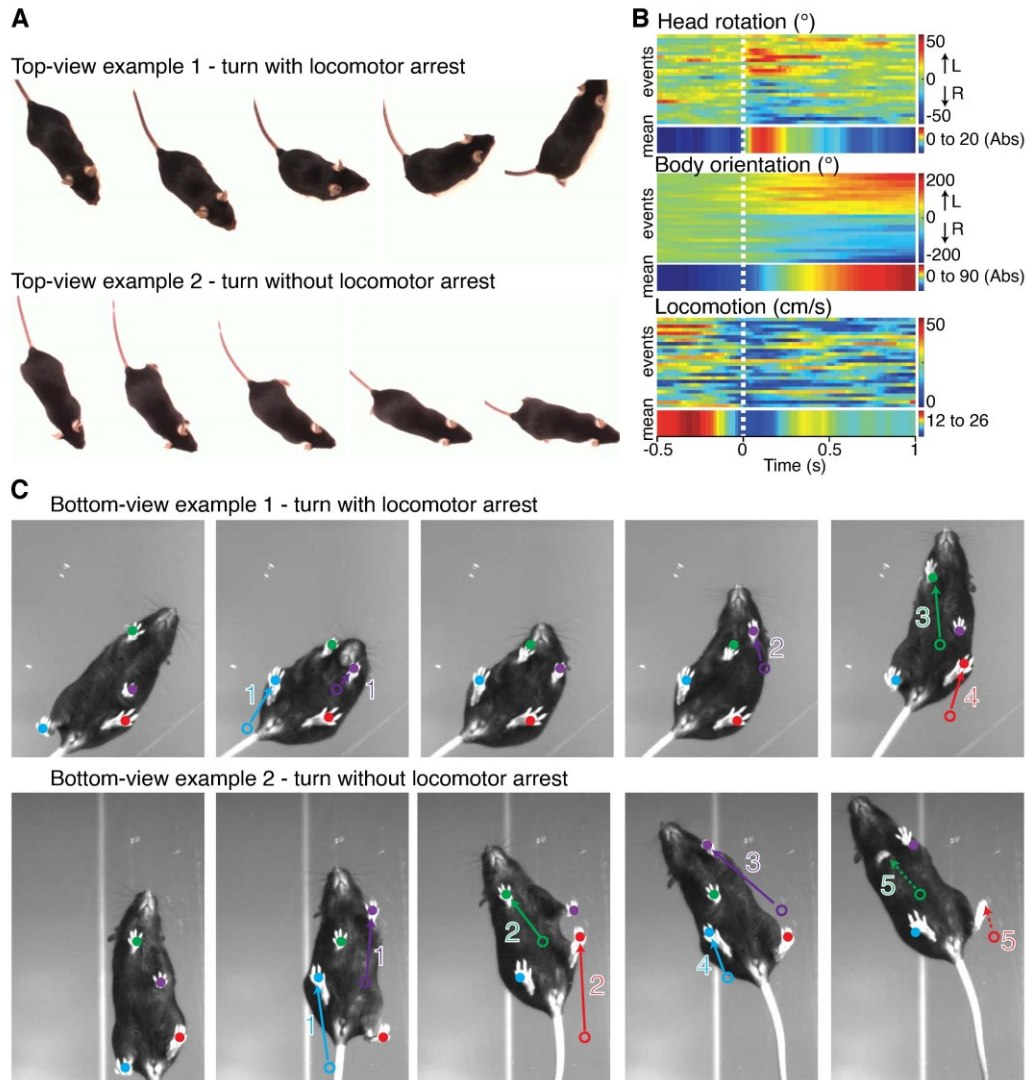 A
Top-view example 1 - turn with locomotor arrest
Top-view example 2 - turn without locomotor arrest
B
Head rotation (°)
events
50
L
0
R
-50
mean
0 to 20 (Abs)
Body orientation (°)
events
200
L
0
R
-200
mean
0 to 90 (Abs)
Locomotion (cm/s)
events
50
0
mean
12 to 26
-0.5 0 0.5 1
Time (s)
C
Bottom-view example 1 - turn with locomotor arrest
1 1
2
3
4
Bottom-view example 2 - turn without locomotor arrest
1 1
2 2
3
4
5 5